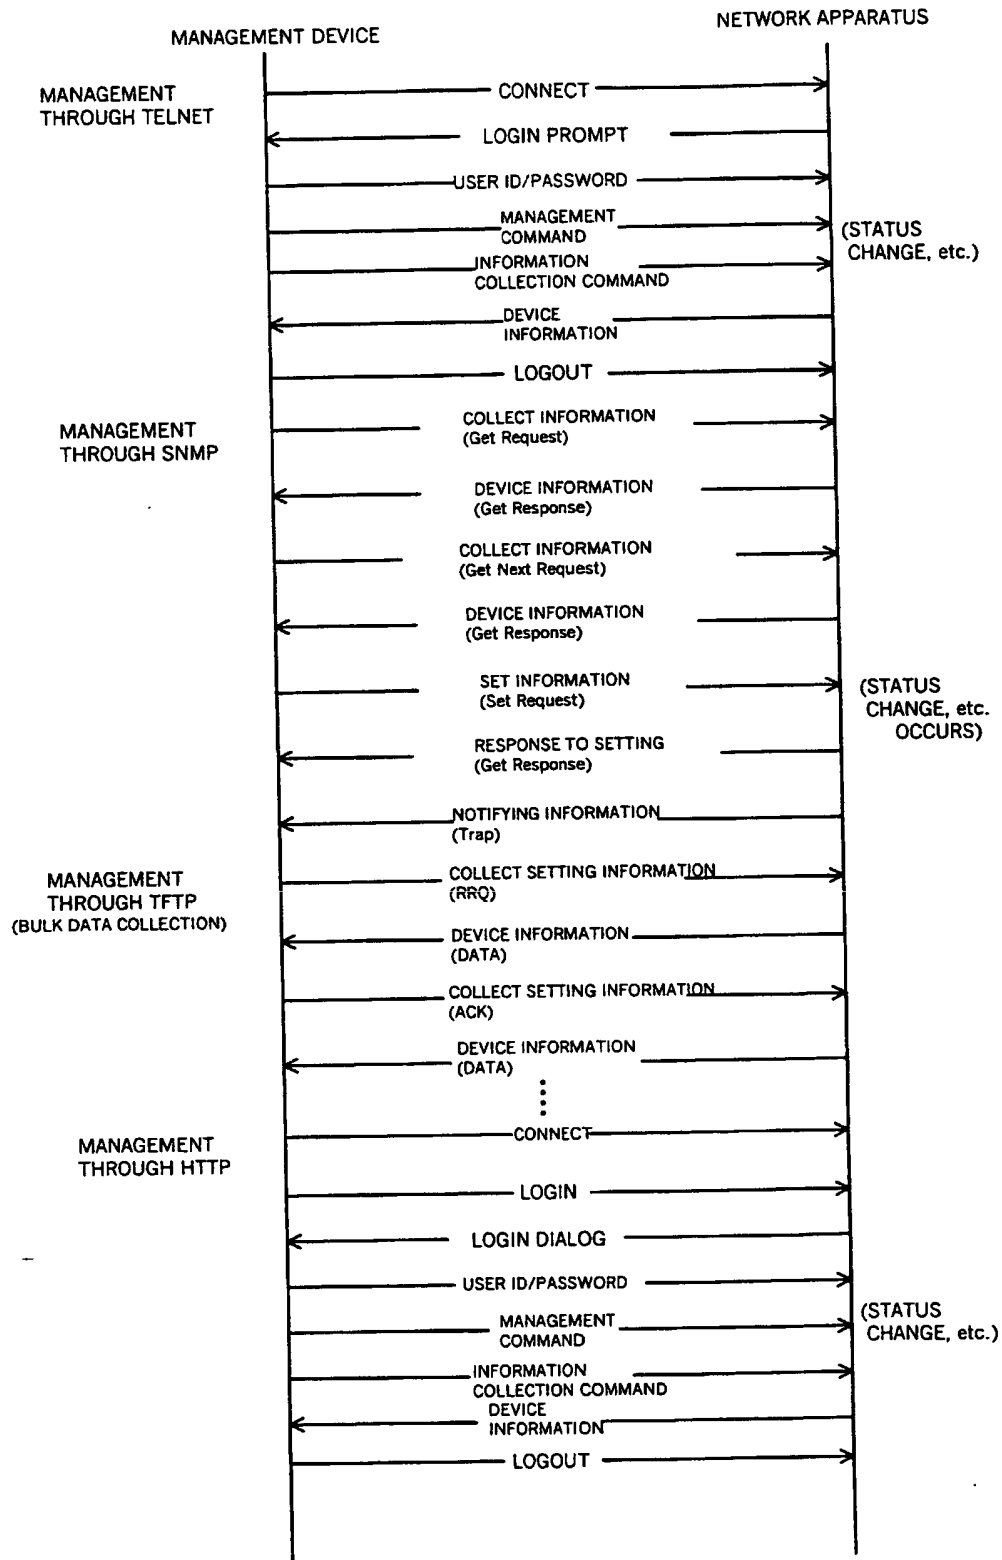 MANAGEMENT DEVICE
NETWORK APPARATUS
MANAGEMENT
THROUGH TELNET
CONNECT
LOGIN PROMPT
USER ID/PASSWORD
MANAGEMENT
COMMAND
(STATUS
CHANGE, etc.)
INFORMATION
COLLECTION COMMAND
DEVICE
INFORMATION
LOGOUT
MANAGEMENT
THROUGH SNMP
COLLECT INFORMATION
(Get Request)
DEVICE INFORMATION
(Get Response)
COLLECT INFORMATION
(Get Next Request)
DEVICE INFORMATION
(Get Response)
SET INFORMATION
(Set Request)
(STATUS
CHANGE, etc.
OCCURS)
RESPONSE TO SETTING
(Get Response)
NOTIFYING INFORMATION
(Trap)
MANAGEMENT
THROUGH TFTP
(BULK DATA COLLECTION)
COLLECT SETTING INFORMATION
(RRQ)
DEVICE INFORMATION
(DATA)
COLLECT SETTING INFORMATION
(ACK)
DEVICE INFORMATION
(DATA)
MANAGEMENT
THROUGH HTTP
CONNECT
LOGIN
LOGIN DIALOG
USER ID/PASSWORD
MANAGEMENT
COMMAND
(STATUS
CHANGE, etc.)
INFORMATION
COLLECTION COMMAND
DEVICE
INFORMATION
LOGOUT